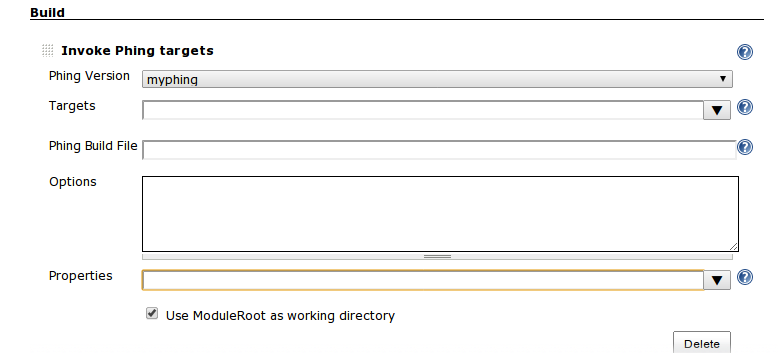 Build
Invoke Phing targets
Phing Version myphing
Targets
Phing Build File
Options
Properties
Use ModuleRoot as working directory
Delete